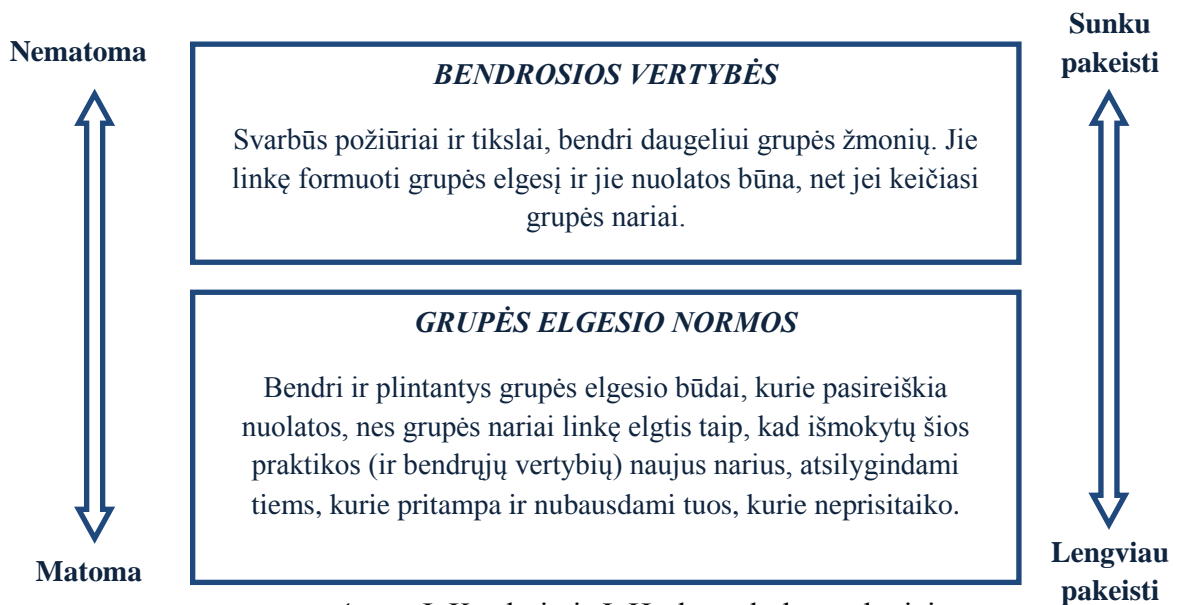 Nematoma
Sunku
pakeisti
BENDROSIOS VERTYBĖS
Svarbūs požiūriai ir tikslai, bendri daugeliui grupės žmonių. Jie
linkę formuoti grupės elgesį ir jie nuolatos būna, net jei keičiasi
grupės nariai.
GRUPĖS ELGESIO NORMOS
Bendri ir plintantys grupės elgesio būdai, kurie pasireiškia
nuolatos, nes grupės nariai linkę elgtis taip, kad išmokytų šios
praktikos (ir bendrųjų vertybių) naujus narius, atsilygindami
tiems, kurie pritampa ir nubausdami tuos, kurie neprisitaiko.
Matoma
Lengviau
pakeisti